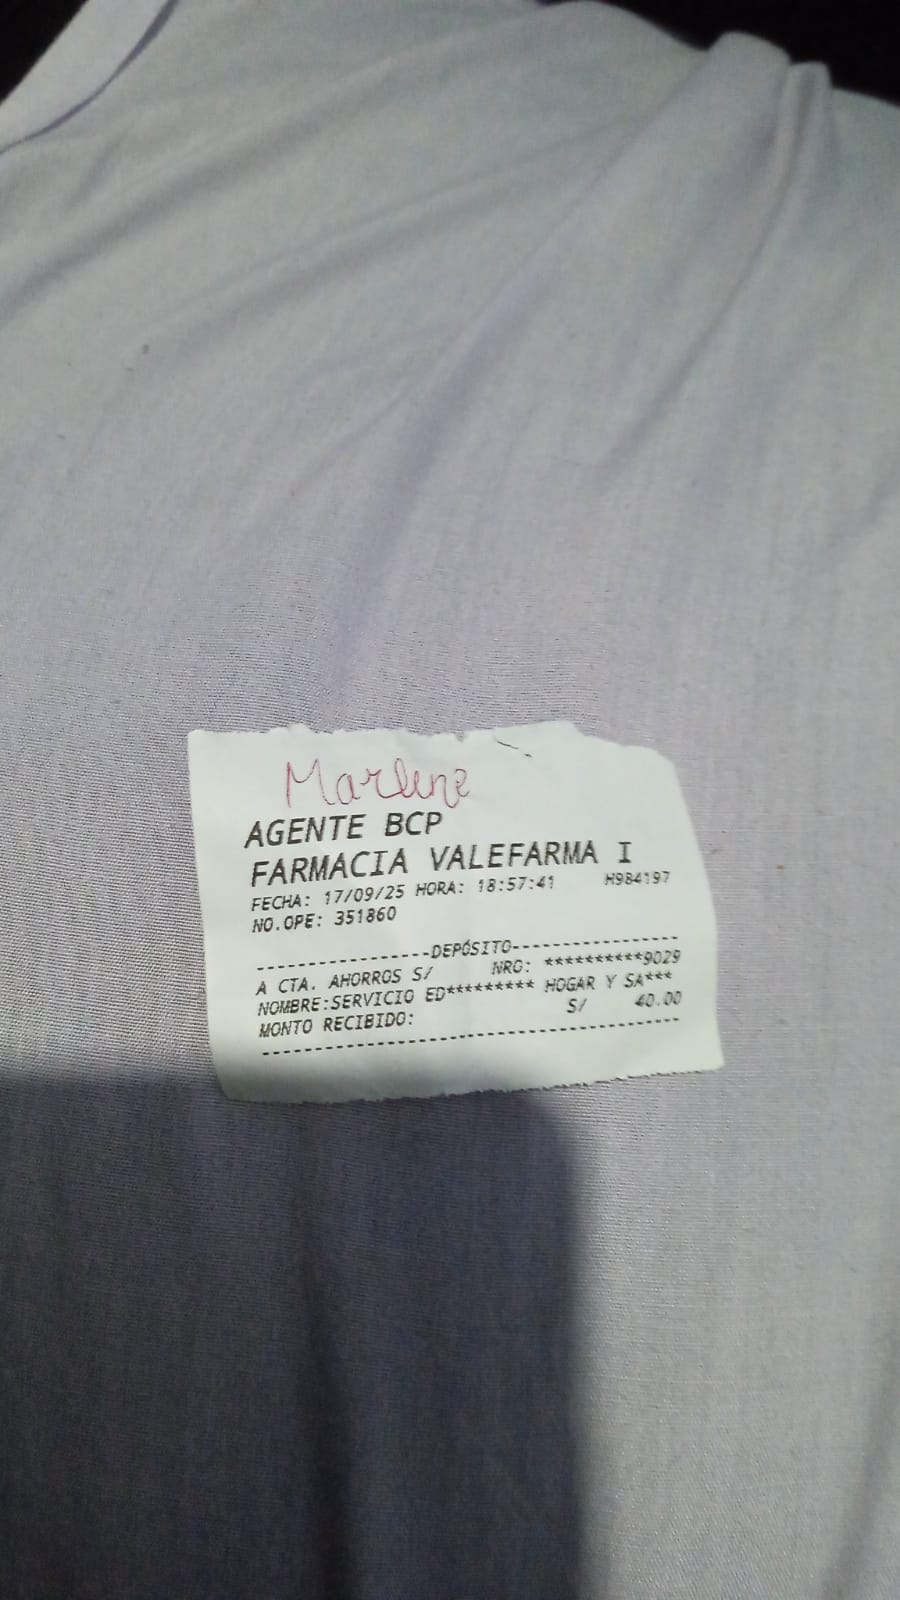 Marlene
AGENTE BCP
FARMACIA VALEFARMA I
FECHA: 17/09/25 HORA: 18:57:41 H984197
NO.OPE: 351860
-----------------DEPÓSITO-----------------
A CTA. AHORROS S/ NRO: **********9029
NOMBRE:SERVICIO ED********* HOGAR Y SA***
MONTO RECIBIDO: S/ 40.00
------------------------------------------